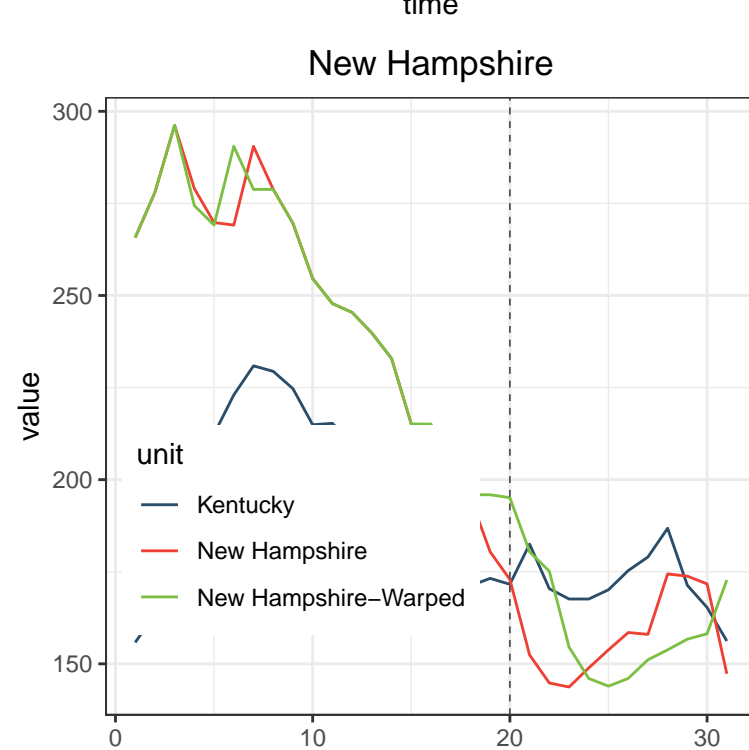 time
New Hampshire
300
250
200
150
value
unit
Kentucky
New Hampshire
New Hampshire−Warped
0
10
20
30